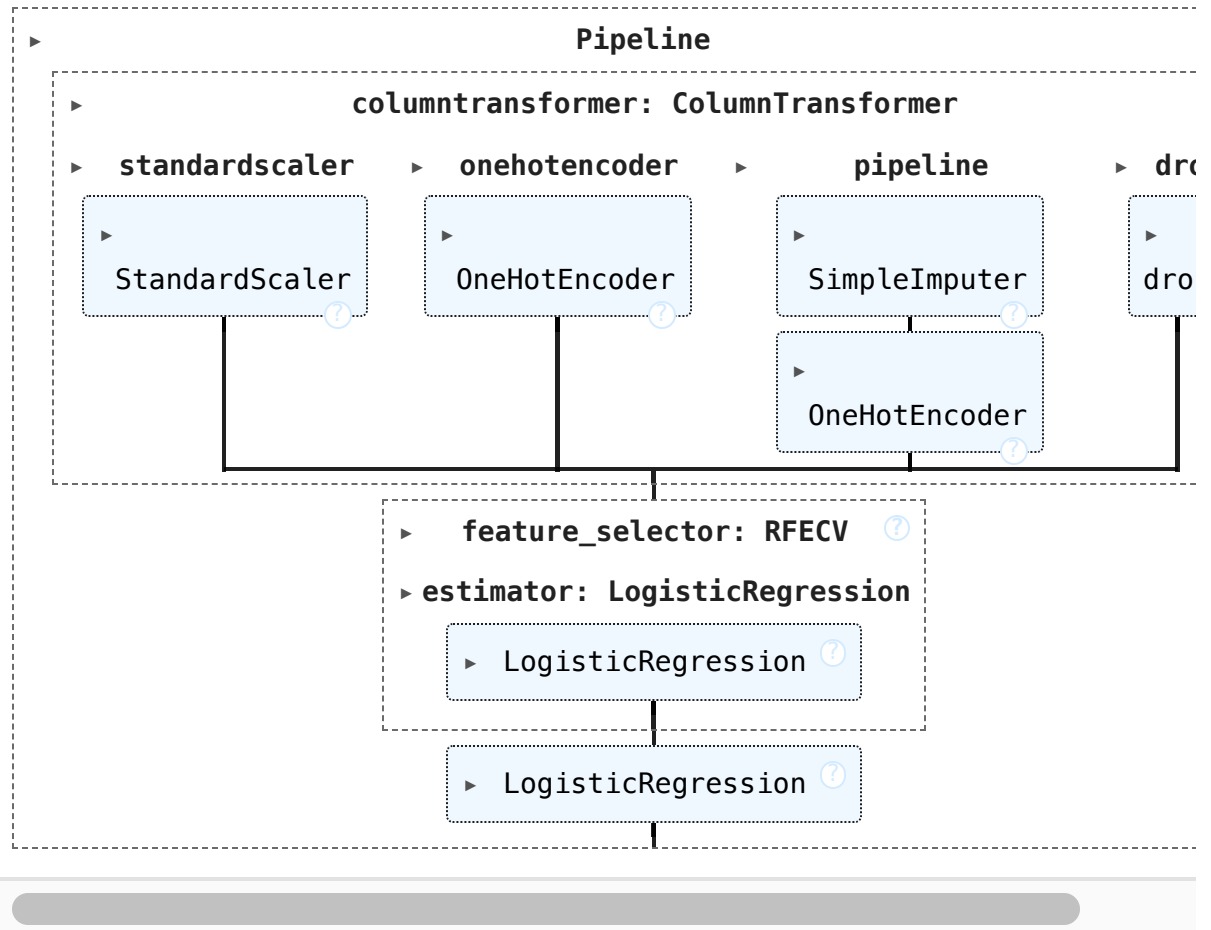 Pipeline
columntransformer: ColumnTransformer
standardscaler onehotencoder pipeline
StandardScaler OneHotEncoder SimpleImputer
?
?
?
OneHotEncoder
?
feature_selector: RFECV ?
estimator: LogisticRegression
LogisticRegression ?
LogisticRegression ?